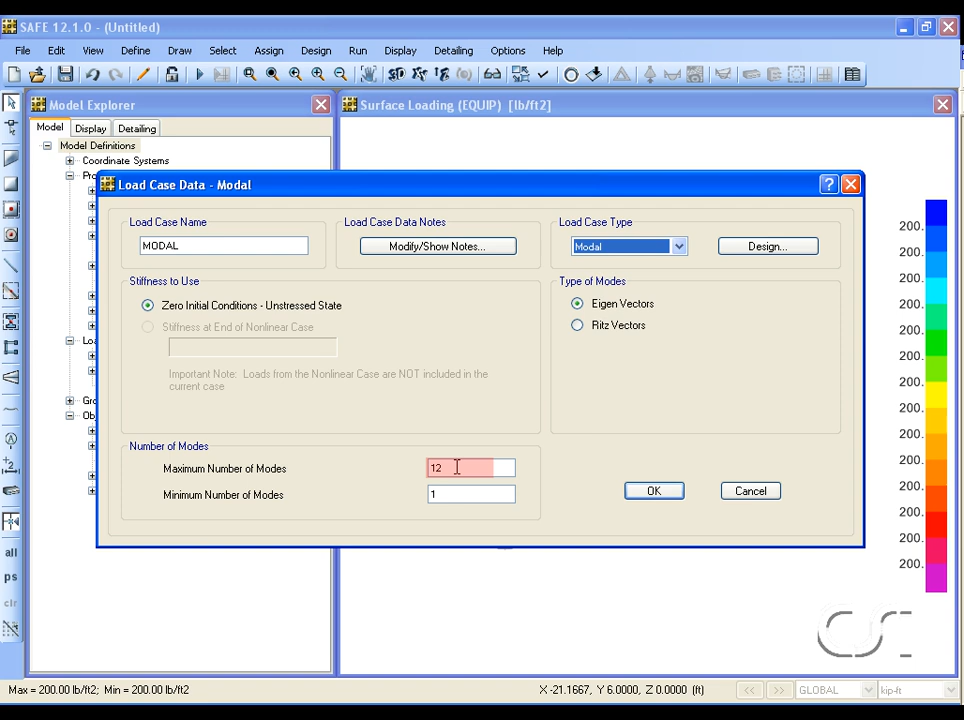 SAFE 12.1.0 - (Untitled)
File Edit View Define Draw Select Assign Design Run Display Detailing Options Help
Model Explorer
Surface Loading (EQUIP) [lb/ft2]
Model Display Detailing
Model Definitions
Coordinate Systems
Load Case Data - Modal
Load Case Name
Load Case Data Notes
Load Case Type
MODAL
Modify/Show Notes...
Modal
Design...
Stiffness to Use
Type of Modes
Zero Initial Conditions - Unstressed State
Eigen Vectors
Stiffness at End of Nonlinear Case
Ritz Vectors
Important Note: Loads from the Nonlinear Case are NOT included in the
current case
Number of Modes
Maximum Number of Modes
12
Minimum Number of Modes
1
OK
Cancel
200.
200.
200.
200.
200.
200.
200.
200.
200.
200.
200.
200.
200.
200.
all
ps
clr
CSI
Max = 200.00 lb/ft2; Min = 200.00 lb/ft2
X -21.1667, Y 6.0000, Z 0.0000 (ft)
<< >>
GLOBAL
kip-ft